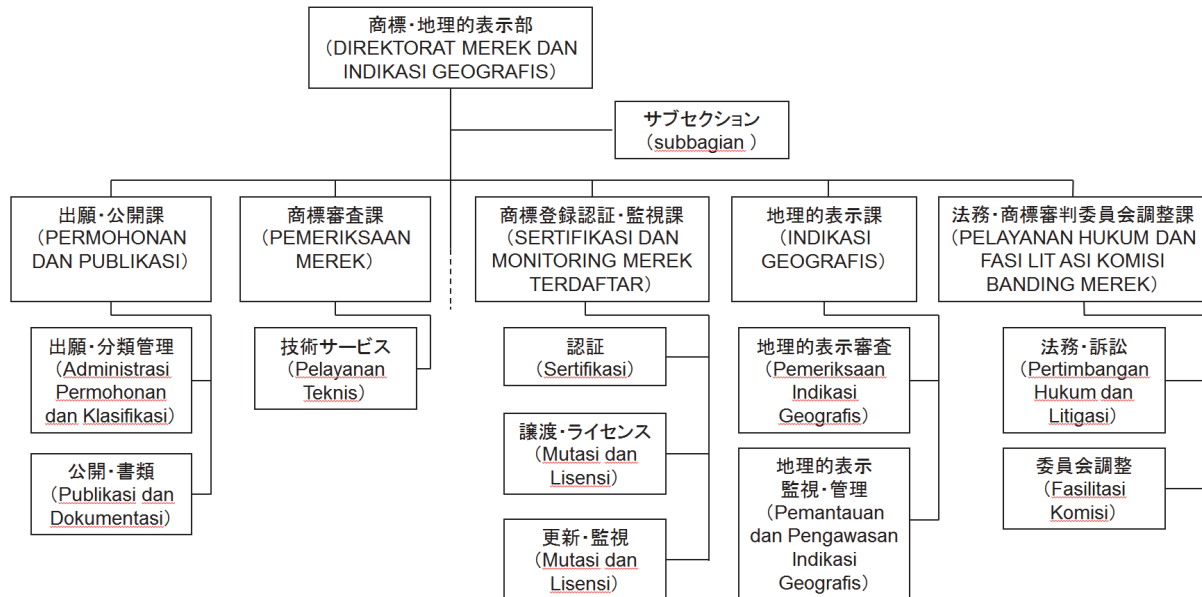 商標・地理的表示部
（DIREKTORAT MEREK DAN
INDIKASI GEOGRAFIS）
サブセクション
（subbagian ）
出願・公開課
（PERMOHONAN
DAN PUBLIKASI）
商標審査課
（PEMERIKSAAN
MEREK）
商標登録認証・監視課
（SERTIFIKASI DAN
MONITORING MEREK
TERDAFTAR）
地理的表示課
（INDIKASI
GEOGRAFIS）
法務・商標審判委員会調整課
（PELAYANAN HUKUM DAN
FASI LIT ASI KOMISI
BANDING MEREK）
出願・分類管理
（Administrasi
Permohonan
dan Klasifikasi）
公開・書類
（Publikasi dan
Dokumentasi）
技術サービス
（Pelayanan
Teknis）
認証
（Sertifikasi）
譲渡・ライセンス
（Mutasi dan
Lisensi）
更新・監視
（Mutasi dan
Lisensi）
地理的表示審査
（Pemeriksaan
Indikasi
Geografis）
地理的表示
監視・管理
（Pemantauan
dan Pengawasan
Indikasi
Geografis）
法務・訴訟
（Pertimbangan
Hukum dan
Litigasi）
委員会調整
（Fasilitasi
Komisi）